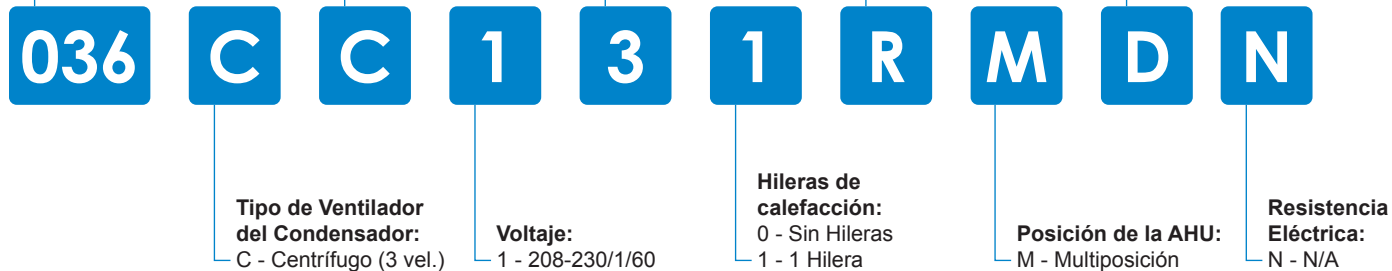 036 C C 1 3 1 R M D N
Tipo de Ventilador
del Condensador:
C - Centrífugo (3 vel.)
Voltaje:
1 - 208-230/1/60
Hileras de
calefacción:
0 - Sin Hileras
1 - 1 Hilera
Posición de la AHU:
M - Multiposición
Resistencia
Eléctrica:
N - N/A